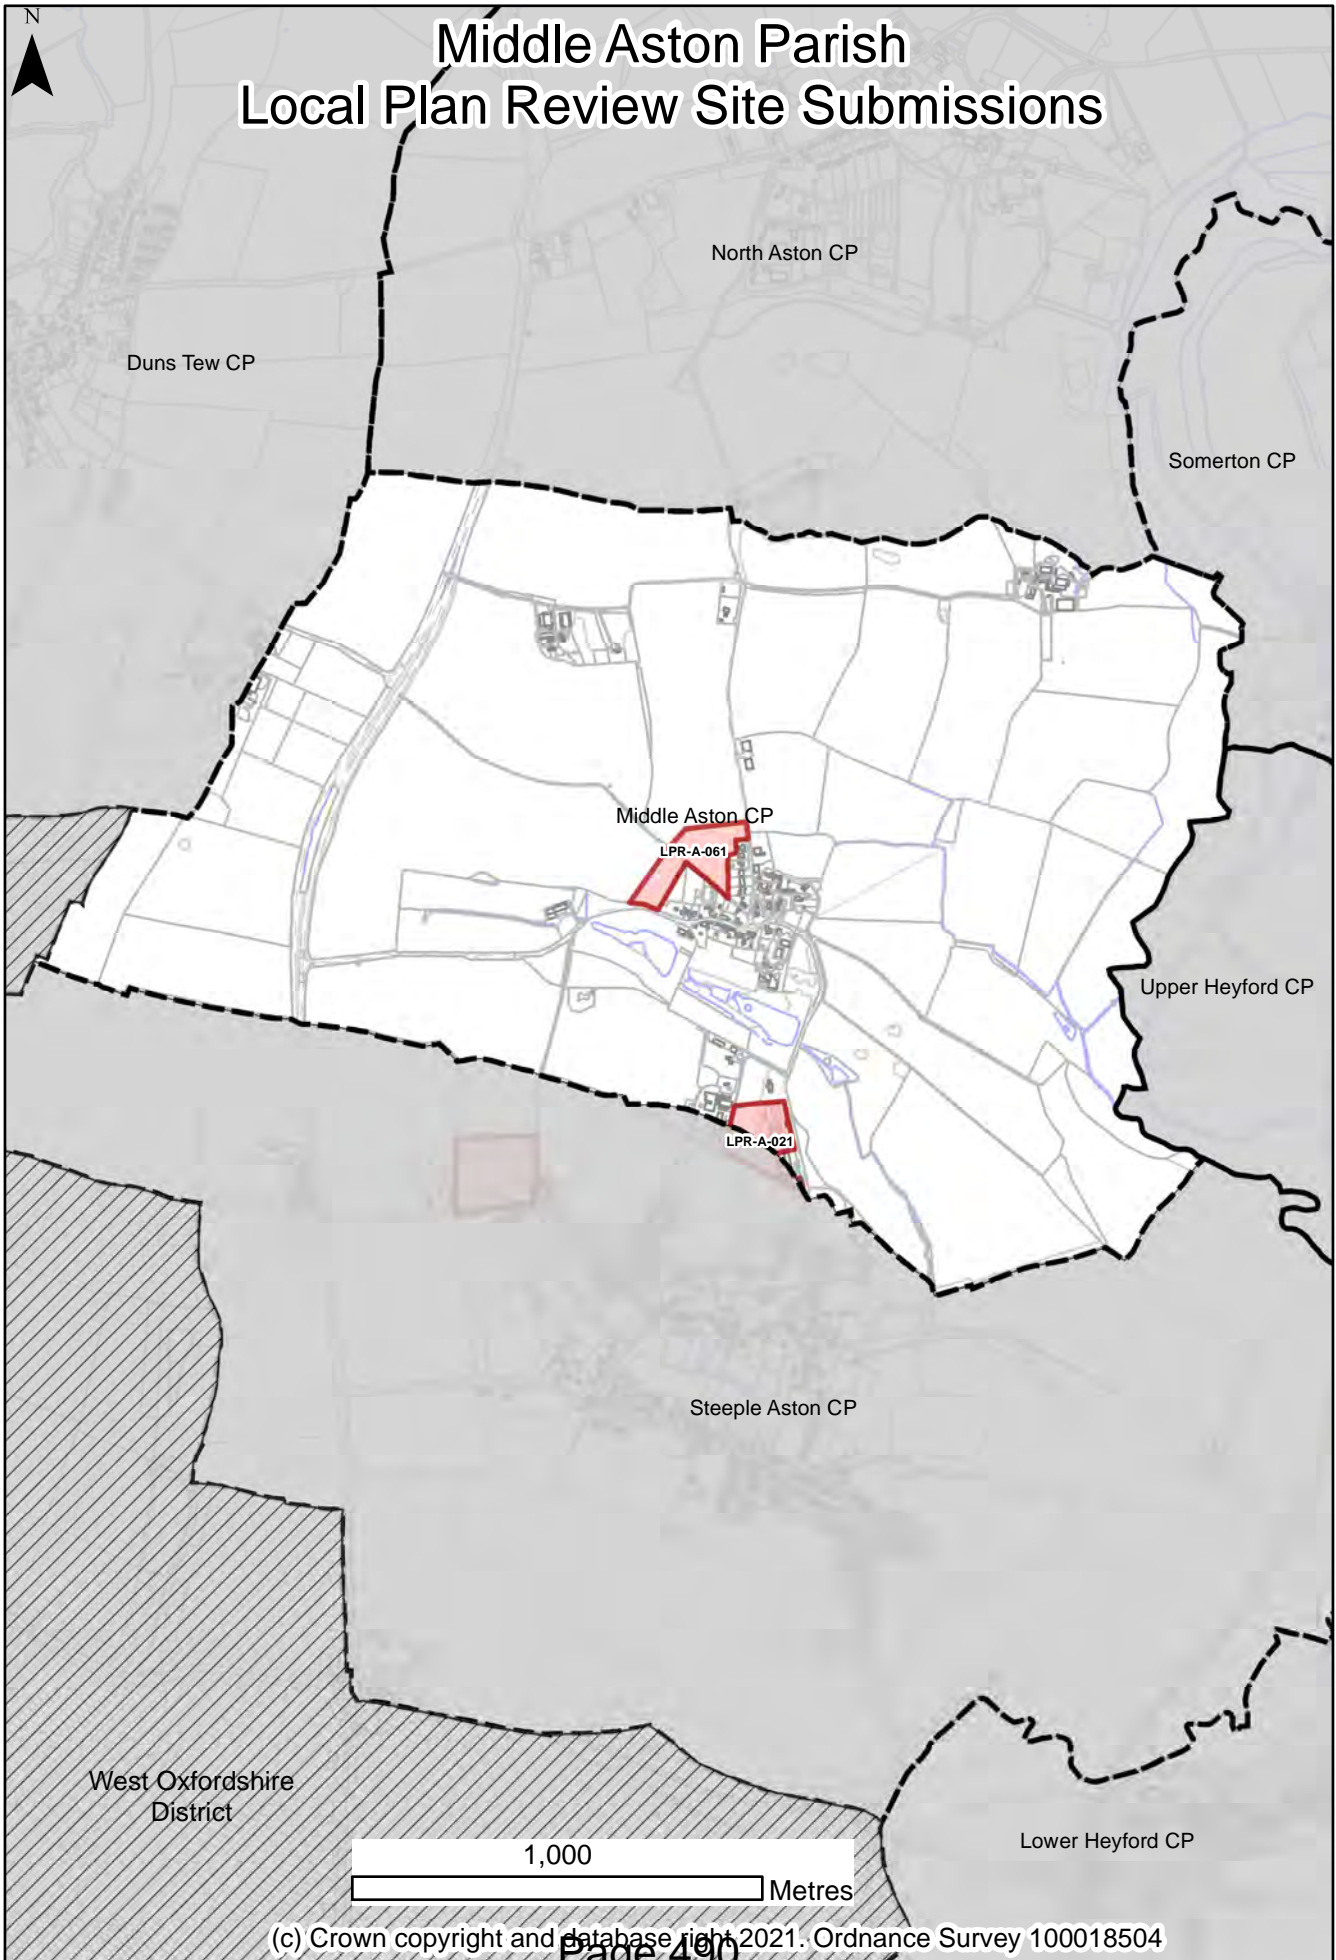 N
Middle Aston Parish
Local Plan Review Site Submissions
North Aston CP
Duns Tew CP
Somerton CP
Middle Aston CP
LPR-A-061
Upper Heyford CP
LPR-A-021
Steeple Aston CP
West Oxfordshire
District
Lower Heyford CP
1,000
Metres
(c) Crown copyright and database right 2021. Ordnance Survey 100018504
Page 490